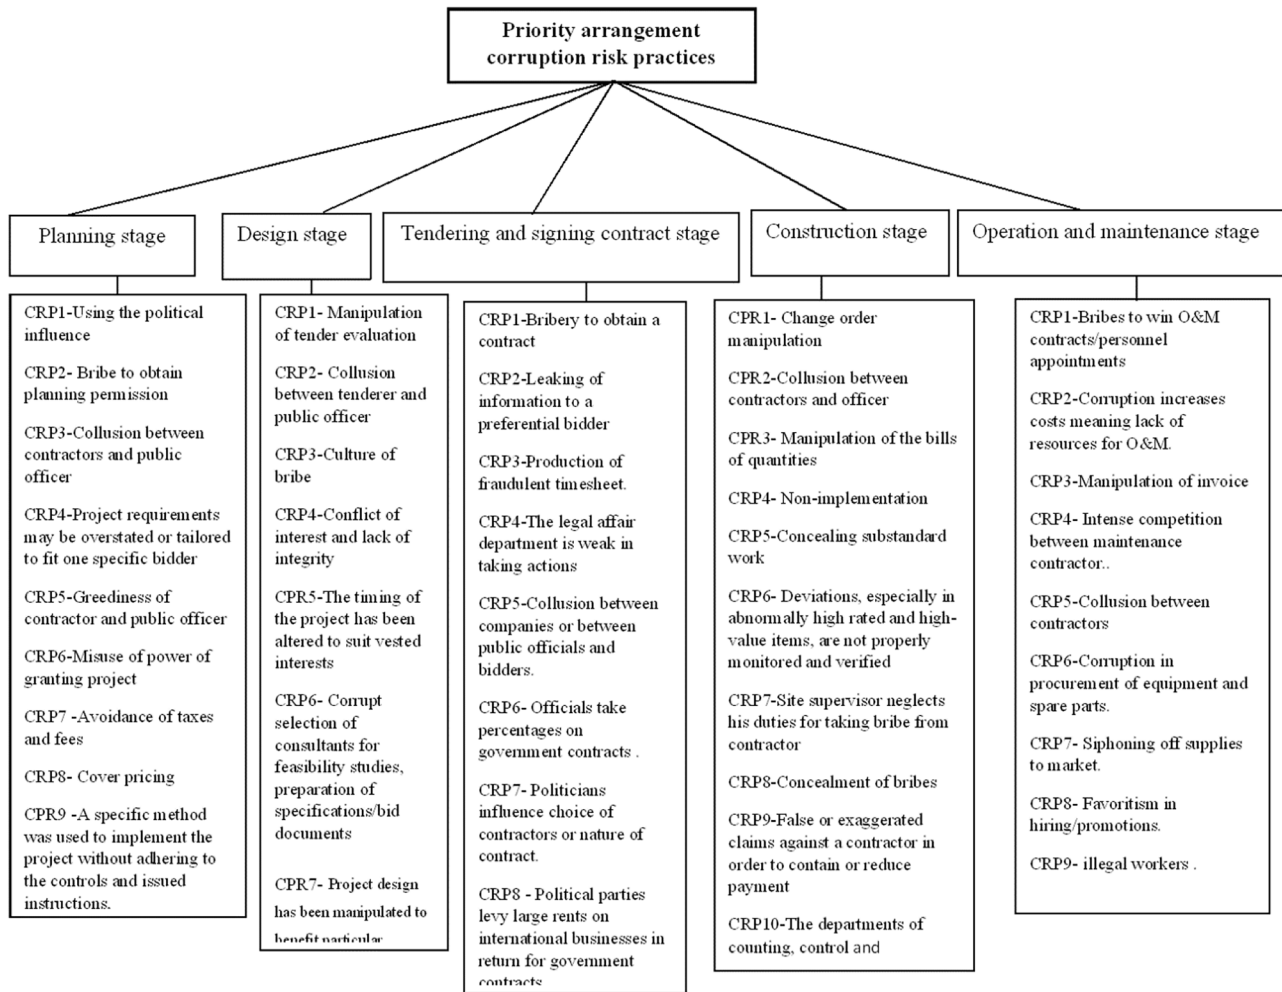 Priority arrangement
corruption risk practices
Planning stage
Design stage
Tendering and signing contract stage
Construction stage
Operation and maintenance stage
CRP1-Using the political
influence
CRP2- Bribe to obtain
planning permission
CRP3-Collusion between
contractors and public
officer
CRP4-Project requirements
may be overstated or tailored
to fit one specific bidder
CRP5-Greediness of
contractor and public officer
CRP6-Misuse of power of
granting project
CRP7 -Avoidance of taxes
and fees
CRP8- Cover pricing
CPR9 -A specific method
was used to implement the
project without adhering to
the controls and issued
instructions.
CRP1- Manipulation
of tender evaluation
CRP2- Collusion
between tenderer and
public officer
CRP3-Culture of
bribe
CRP4-Conflict of
interest and lack of
integrity
CPR5-The timing of
the project has been
altered to suit vested
interests
CRP6- Corrupt
selection of
consultants for
feasibility studies,
preparation of
specifications/bid
documents
CPR7- Project design
has been manipulated to
benefit particular
CRP1-Bribery to obtain a
contract
CRP2-Leaking of
information to a
preferential bidder
CRP3-Production of
fraudulent timesheet.
CRP4-The legal affair
department is weak in
taking actions
CRP5-Collusion between
companies or between
public officials and
bidders.
CRP6- Officials take
percentages on
government contracts .
CRP7- Politicians
influence choice of
contractors or nature of
contract.
CRP8 - Political parties
levy large rents on
international businesses in
return for government
contracts
CPR1- Change order
manipulation
CPR2-Collusion between
contractors and officer
CPR3- Manipulation of the bills
of quantities
CRP4- Non-implementation
CRP5-Concealing substandard
work
CRP6- Deviations, especially in
abnormally high rated and high-
value items, are not properly
monitored and verified
CRP7-Site supervisor neglects
his duties for taking bribe from
contractor
CRP8-Concealment of bribes
CRP9-False or exaggerated
claims against a contractor in
order to contain or reduce
payment
CRP10-The departments of
counting, control and
CRP1-Bribes to win O&M
contracts/personnel
appointments
CRP2-Corruption increases
costs meaning lack of
resources for O&M.
CRP3-Manipulation of invoice
CRP4- Intense competition
between maintenance
contractor..
CRP5-Collusion between
contractors
CRP6-Corruption in
procurement of equipment and
spare parts.
CRP7- Siphoning off supplies
to market.
CRP8- Favoritism in
hiring/promotions.
CRP9- illegal workers .